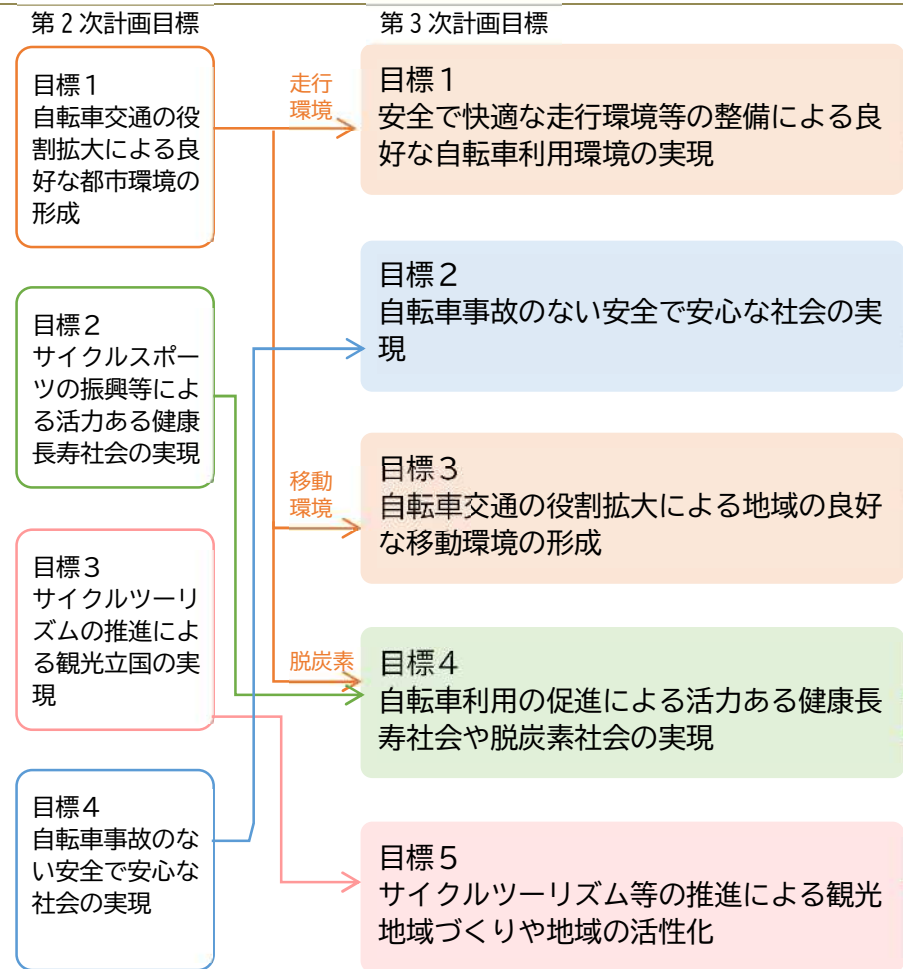 第２次計画目標
目標１
自転車交通の役
割拡大による良
好な都市環境の
形成
目標２
サイクルスポー
ツの振興等によ
る活力ある健康
長寿社会の実現
目標３
サイクルツーリ
ズムの推進によ
る観光立国の実
現
目標４
自転車事故のな
い安全で安心な
社会の実現
走行
環境
移動
環境
脱炭素
第３次計画目標
目標１
安全で快適な走行環境等の整備による良
好な自転車利用環境の実現
目標２
自転車事故のない安全で安心な社会の実
現
目標３
自転車交通の役割拡大による地域の良好
な移動環境の形成
目標４
自転車利用の促進による活力ある健康長
寿社会や脱炭素社会の実現
目標５
サイクルツーリズム等の推進による観光
地域づくりや地域の活性化